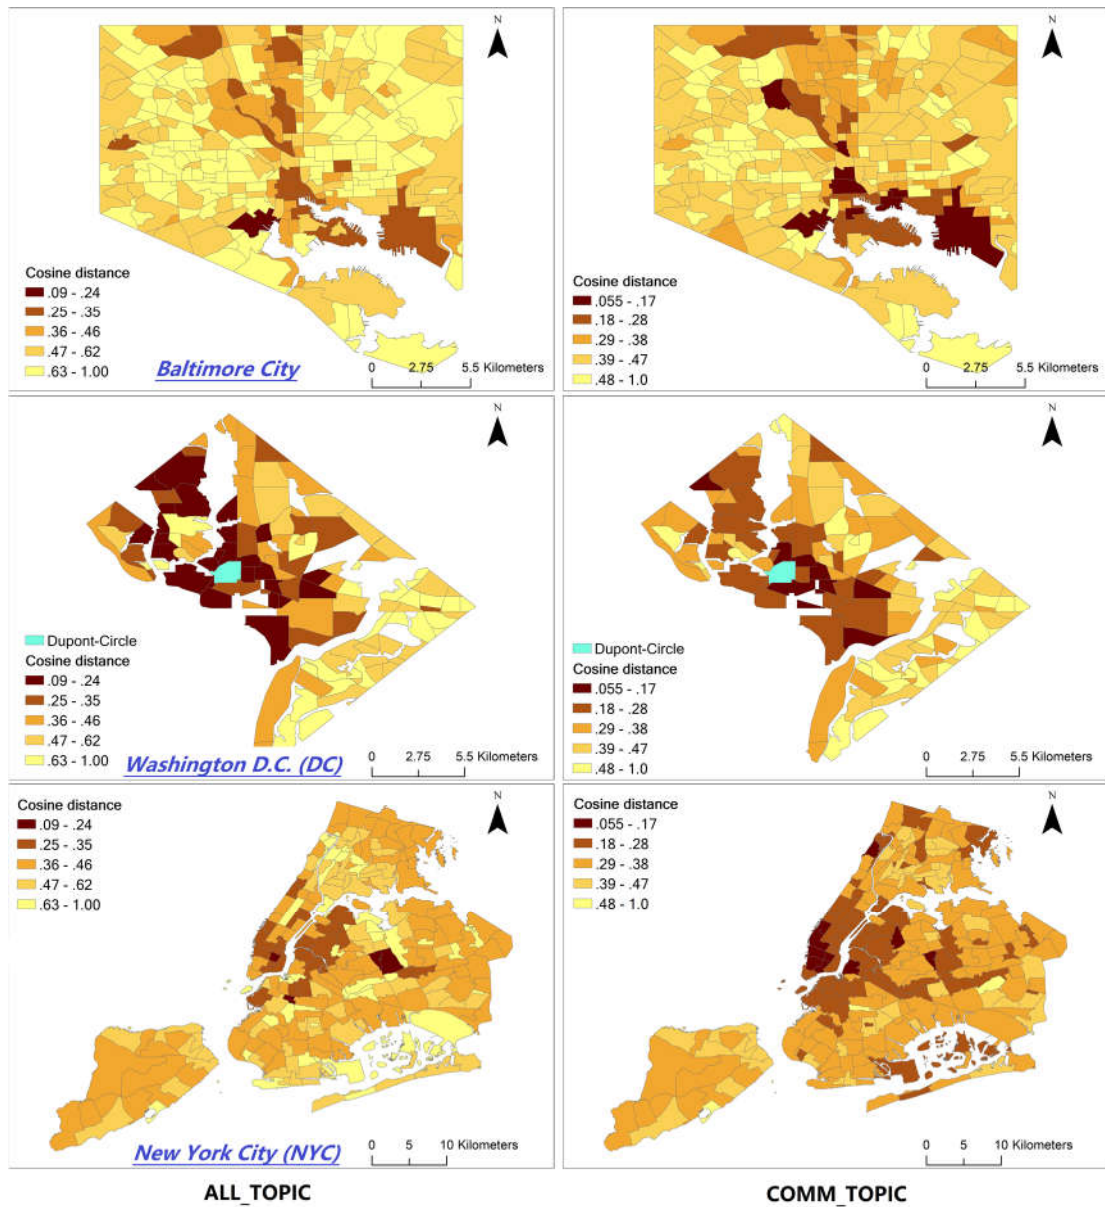 N
Cosine distance
.09 - .24
.25 - .35
.36 - .46
.47 - .62
.63 - 1.00
Baltimore City
0 2.75 5.5 Kilometers
N
Cosine distance
.055 - .17
.18 - .28
.29 - .38
.39 - .47
.48 - 1.0
0 2.75 5.5 Kilometers
N
Dupont-Circle
Cosine distance
.09 - .24
.25 - .35
.36 - .46
.47 - .62
.63 - 1.00
Washington D.C. (DC)
0 2.75 5.5 Kilometers
N
Dupont-Circle
Cosine distance
.055 - .17
.18 - .28
.29 - .38
.39 - .47
.48 - 1.0
0 2.75 5.5 Kilometers
Cosine distance
.09 - .24
.25 - .35
.36 - .46
.47 - .62
.63 - 1.00
N
New York City (NYC)
0 5 10 Kilometers
Cosine distance
.055 - .17
.18 - .28
.29 - .38
.39 - .47
.48 - 1.0
N
0 5 10 Kilometers
ALL_TOPIC
COMM_TOPIC